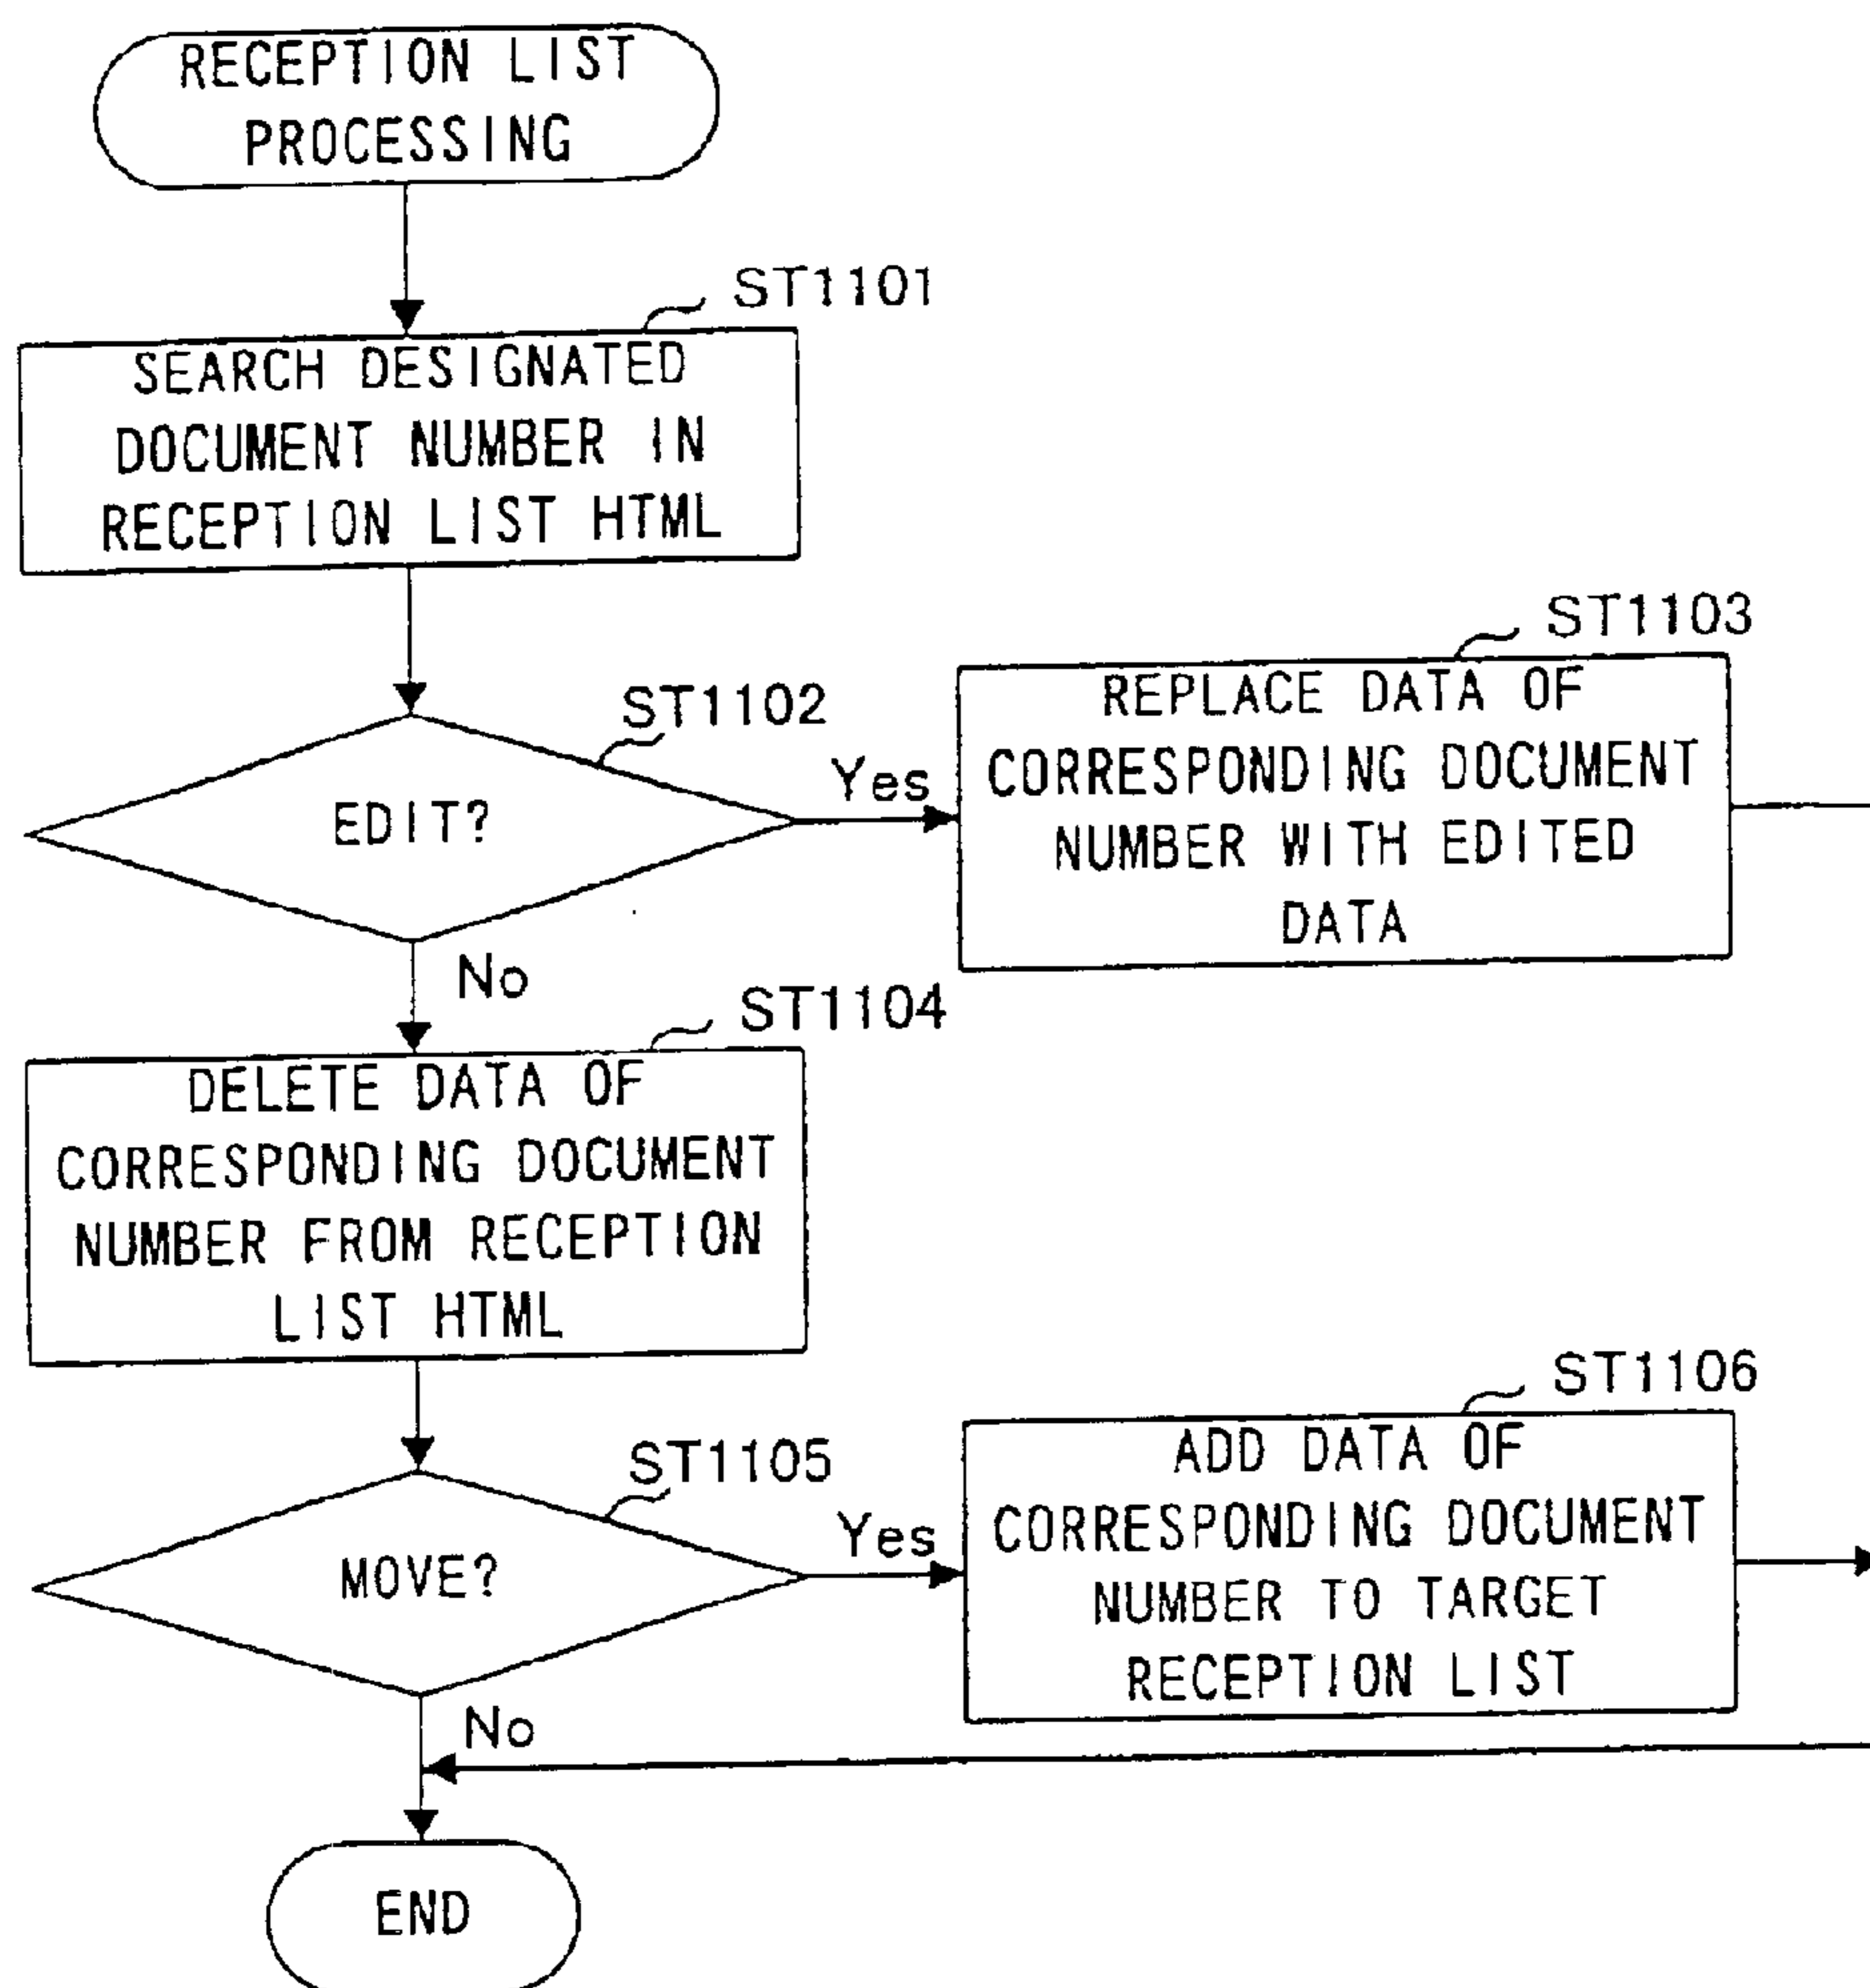 RECEPTION LIST
PROCESSING
ST1101
SEARCH DESIGNATED
DOCUMENT NUMBER IN
RECEPTION LIST HTML
ST1102
EDIT?
Yes
ST1103
REPLACE DATA OF
CORRESPONDING DOCUMENT
NUMBER WITH EDITED
DATA
No
ST1104
DELETE DATA OF
CORRESPONDING DOCUMENT
NUMBER FROM RECEPTION
LIST HTML
ST1105
MOVE?
Yes
ST1106
ADD DATA OF
CORRESPONDING DOCUMENT
NUMBER TO TARGET
RECEPTION LIST
No
END